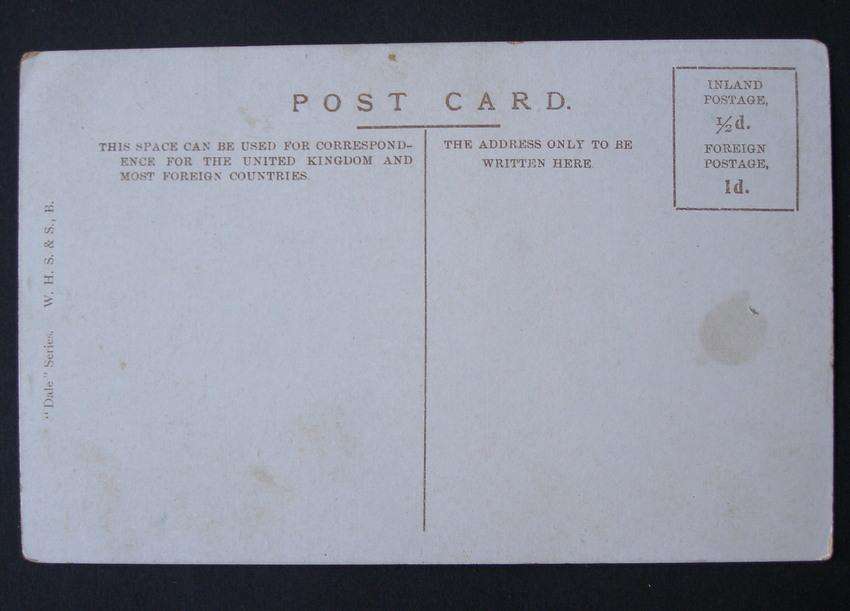 POST CARD.
THIS SPACE CAN BE USED FOR CORRESPOND-
ENCE FOR THE UNITED KINGDOM AND
MOST FOREIGN COUNTRIES.
THE ADDRESS ONLY TO BE
WRITTEN HERE.
INLAND
POSTAGE,
½d.
FOREIGN
POSTAGE,
1d.
"Dale" Series. W. H. S. & S., B.